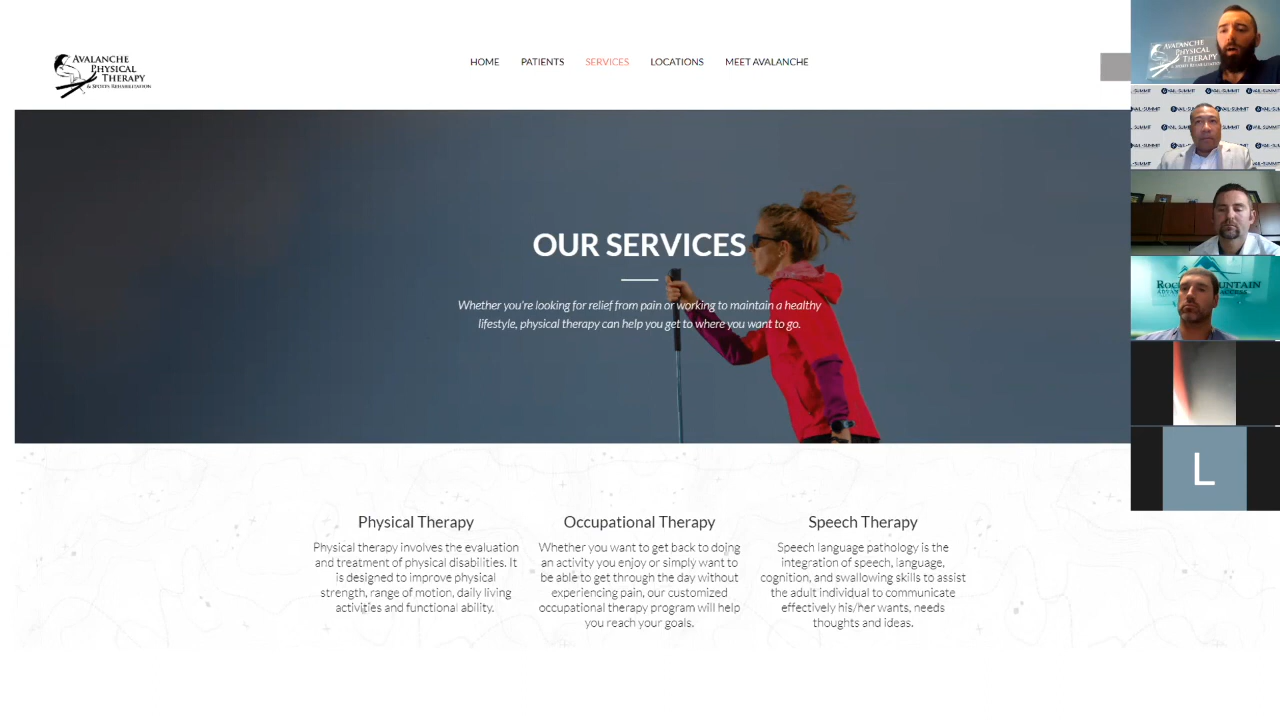 AVALANCHE
PHYSICAL
THERAPY
& SPORTS REHABILITATION
HOME PATIENTS SERVICES LOCATIONS MEET AVALANCHE
OUR SERVICES
Whether you're looking for relief from pain or working to maintain a healthy
lifestyle, physical therapy can help you get to where you want to go.
Physical Therapy
Physical therapy involves the evaluation
and treatment of physical disabilities. It
is designed to improve physical
strength, range of motion, daily living
activities and functional ability.
Occupational Therapy
Whether you want to get back to doing
an activity you enjoy or simply want to
be able to get through the day without
experiencing pain, our customized
occupational therapy program will help
you reach your goals.
Speech Therapy
Speech language pathology is the
integration of speech, language,
cognition, and swallowing skills to assist
the adult individual to communicate
effectively his/her wants, needs
thoughts and ideas.
AVALANCHE
PHYSICAL
THERAPY
VAIL-SUMMIT
L